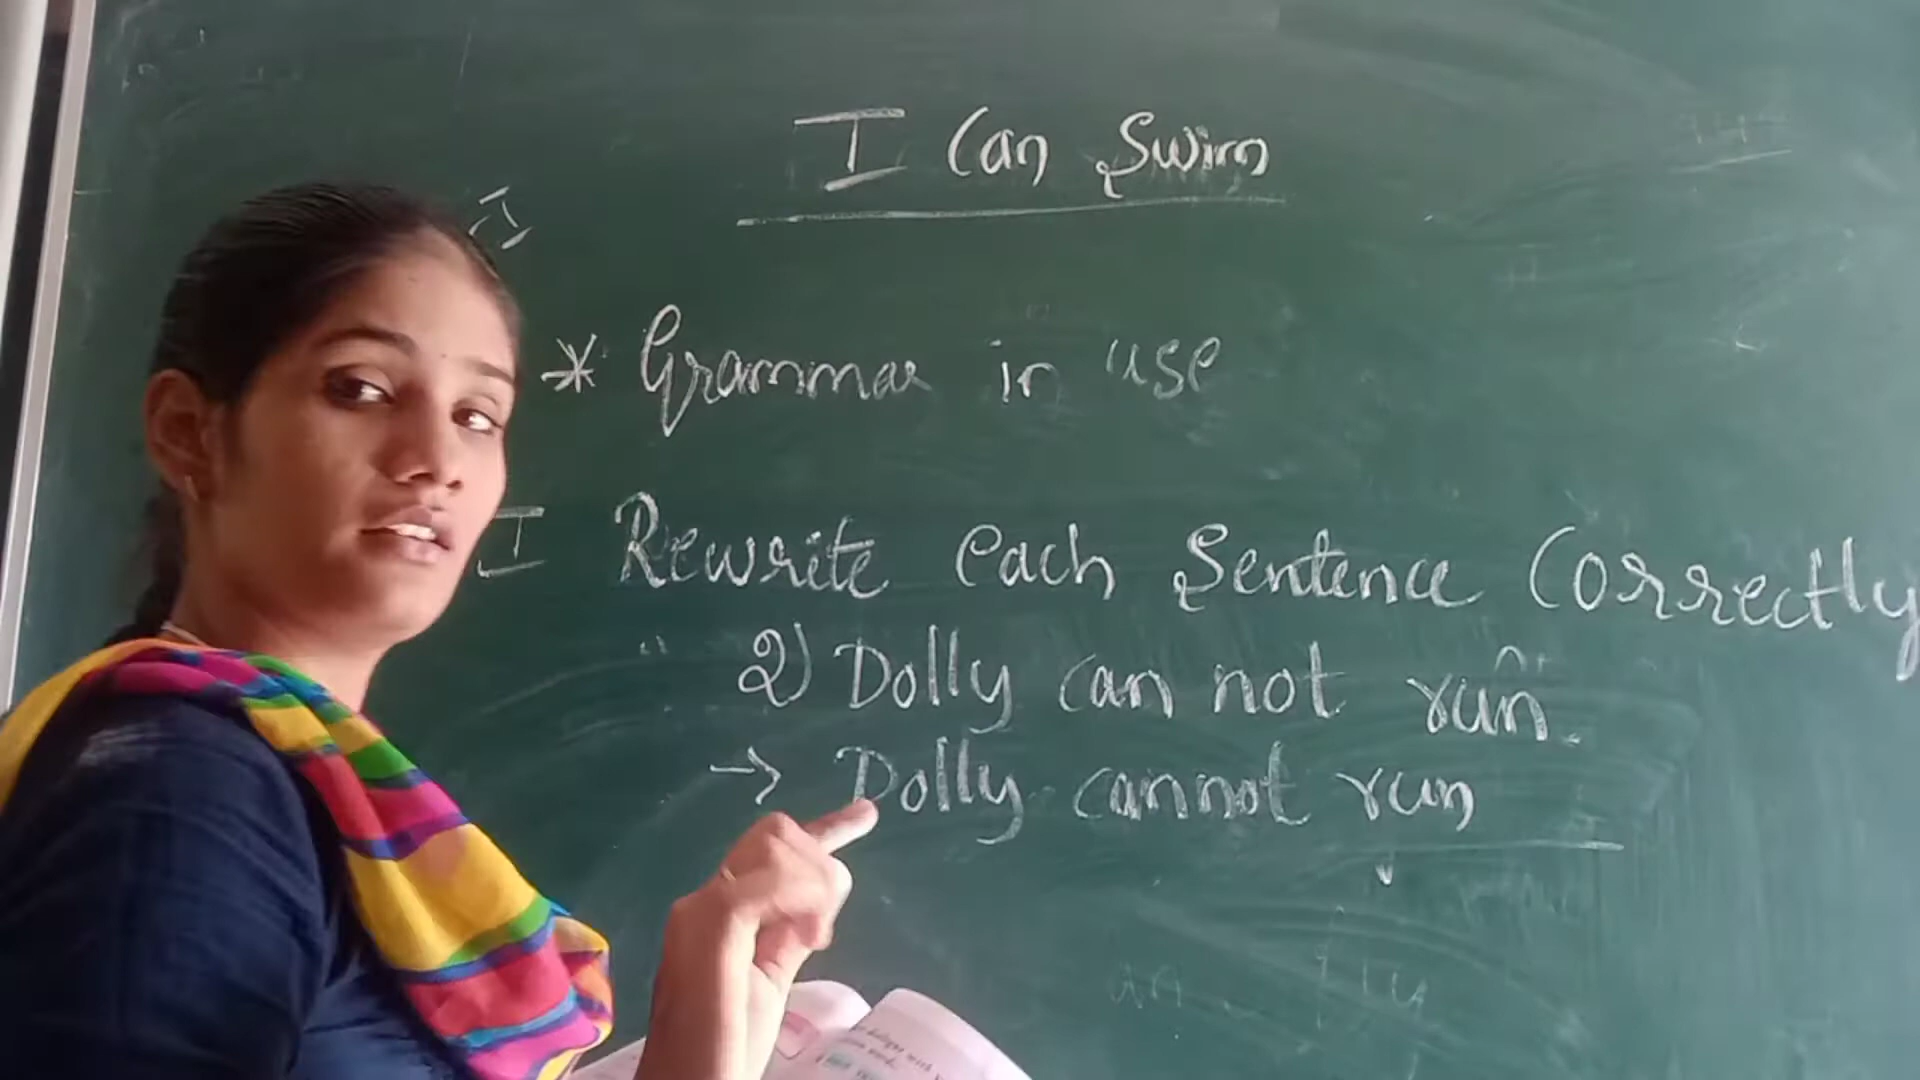 I Can Swim
* Grammar in use
I Rewrite each Sentence Correctly
2) Dolly can not run.
-> Dolly cannot run